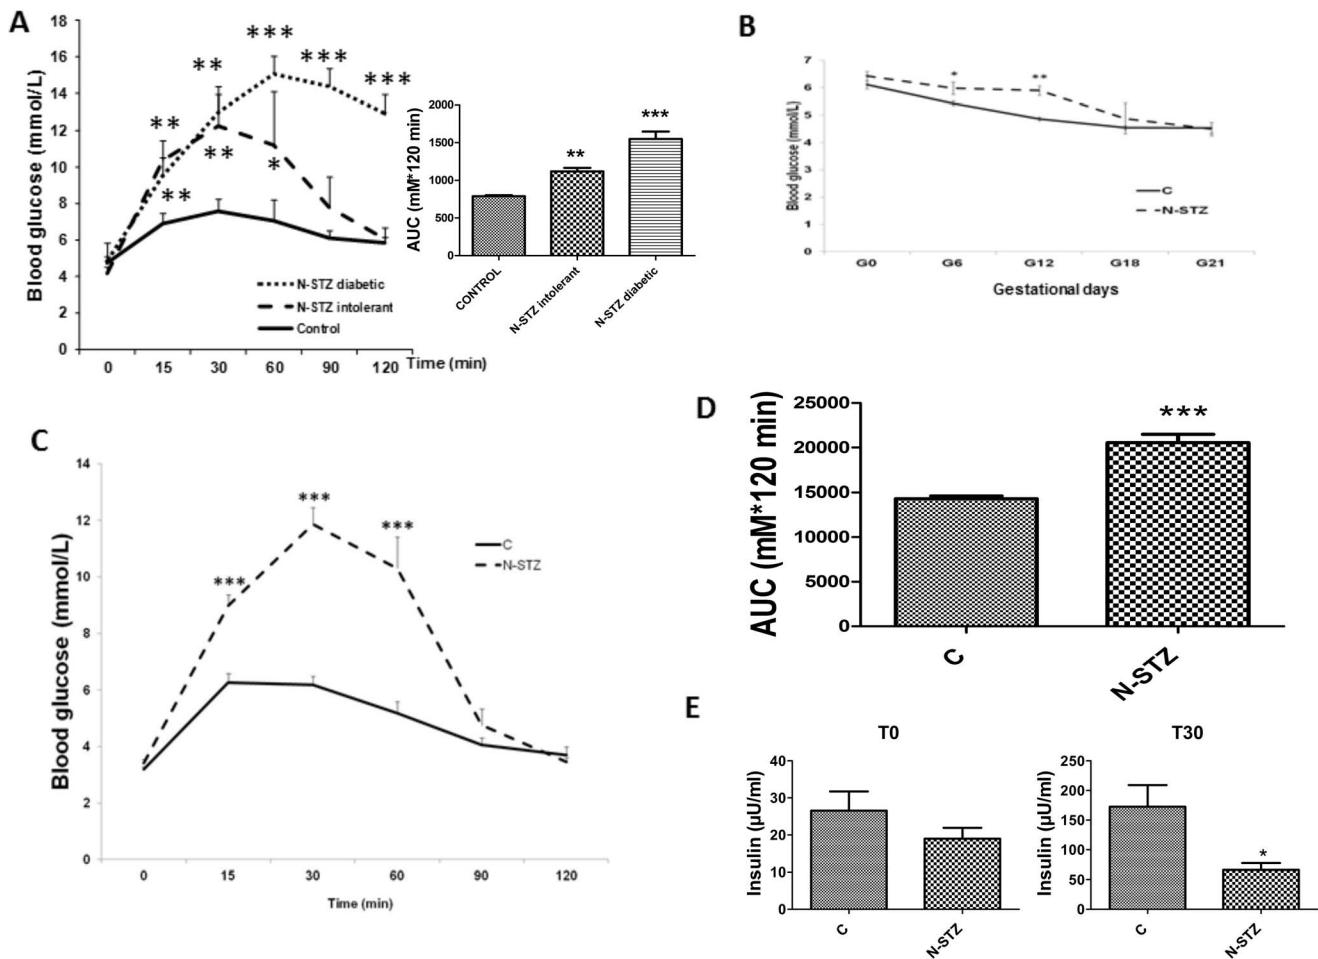 A
Blood glucose (mmol/L)
18
16
14
12
10
8
6
4
2
0
***
**
***
***
**
**
*
**
N-STZ diabetic
N-STZ intolerant
Control
0 15 30 60 90 120 Time (min)
AUC (mM*120 min)
2000
1500
1000
500
0
**
***
CONTROL
N-STZ intolerant
N-STZ diabetic
B
Blood glucose (mmol/L)
7
6
5
4
3
2
1
0
*
**
C
N-STZ
G0 G6 G12 G18 G21
Gestational days
C
Blood glucose (mmol/L)
14
12
10
8
6
4
2
0
***
***
***
C
N-STZ
0 15 30 60 90 120
Time (min)
D
AUC (mM*120 min)
25000
20000
15000
10000
5000
0
***
C
N-STZ
E
T0
Insulin (µU/ml)
40
30
20
10
0
C
N-STZ
T30
Insulin (µU/ml)
250
200
150
100
50
0
*
C
N-STZ